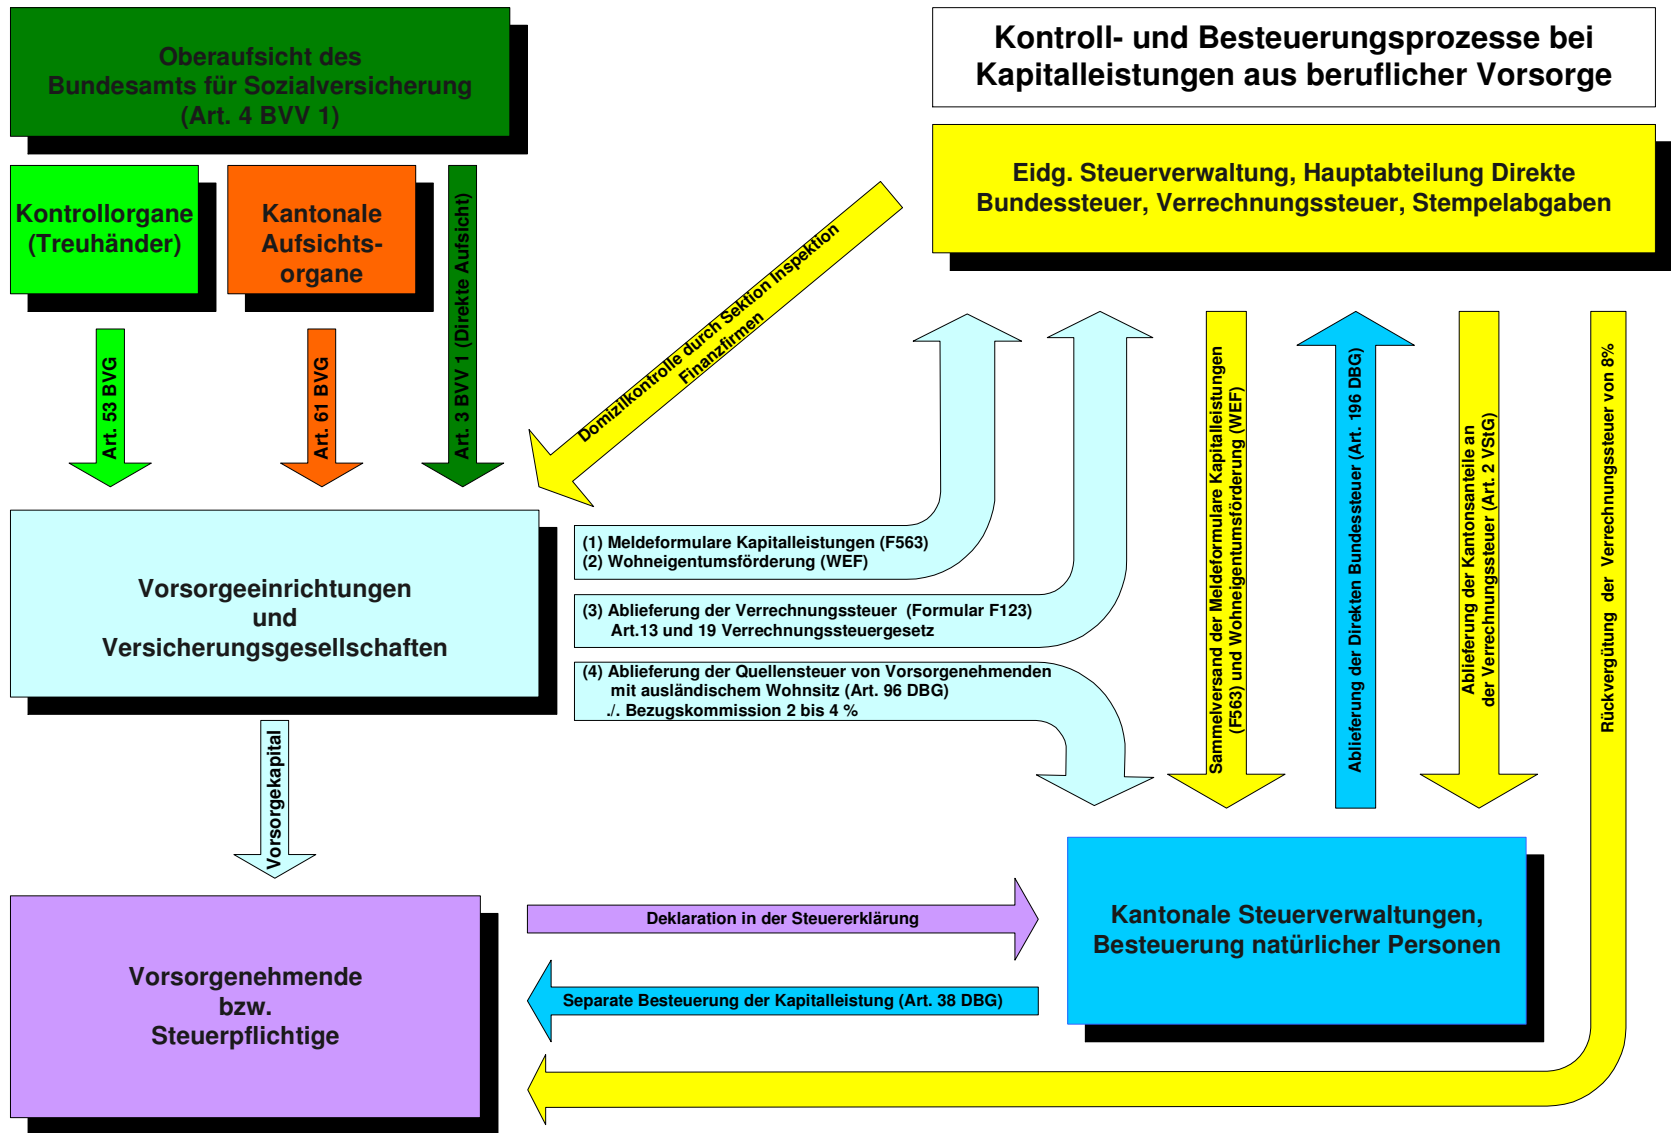 Oberaufsicht des
Bundesamts für Sozialversicherung
(Art. 4 BVV 1)
Kontroll- und Besteuerungsprozesse bei
Kapitalleistungen aus beruflicher Vorsorge
Eidg. Steuerverwaltung, Hauptabteilung Direkte
Bundessteuer, Verrechnungssteuer, Stempelabgaben
Kontrollorgane
(Treuhänder)
Kantonale
Aufsichts-
organe
Art. 53 BVG
Art. 61 BVG
Art. 3 BVV 1 (Direkte Aufsicht)
Domizilkontrolle durch Sektion Inspektion
Finanzfirmen
Vorsorgeeinrichtungen
und
Versicherungsgesellschaften
(1) Meldeformulare Kapitalleistungen (F563)
(2) Wohneigentumsförderung (WEF)
(3) Ablieferung der Verrechnungssteuer (Formular F123)
Art.13 und 19 Verrechnungssteuergesetz
(4) Ablieferung der Quellensteuer von Vorsorgenehmenden
mit ausländischem Wohnsitz (Art. 96 DBG)
./. Bezugskommission 2 bis 4 %
Sammelversand der Meldeformulare Kapitalleistungen
(F563) und Wohneigentumsförderung (WEF)
Ablieferung der Direkten Bundessteuer (Art. 196 DBG)
Ablieferung der Kantonsanteile an
der Verrechnungssteuer (Art. 2 VStG)
Rückvergütung der Verrechnungssteuer von 8%
Vorsorgekapital
Vorsorgenehmende
bzw.
Steuerpflichtige
Deklaration in der Steuererklärung
Separate Besteuerung der Kapitalleistung (Art. 38 DBG)
Kantonale Steuerverwaltungen,
Besteuerung natürlicher Personen